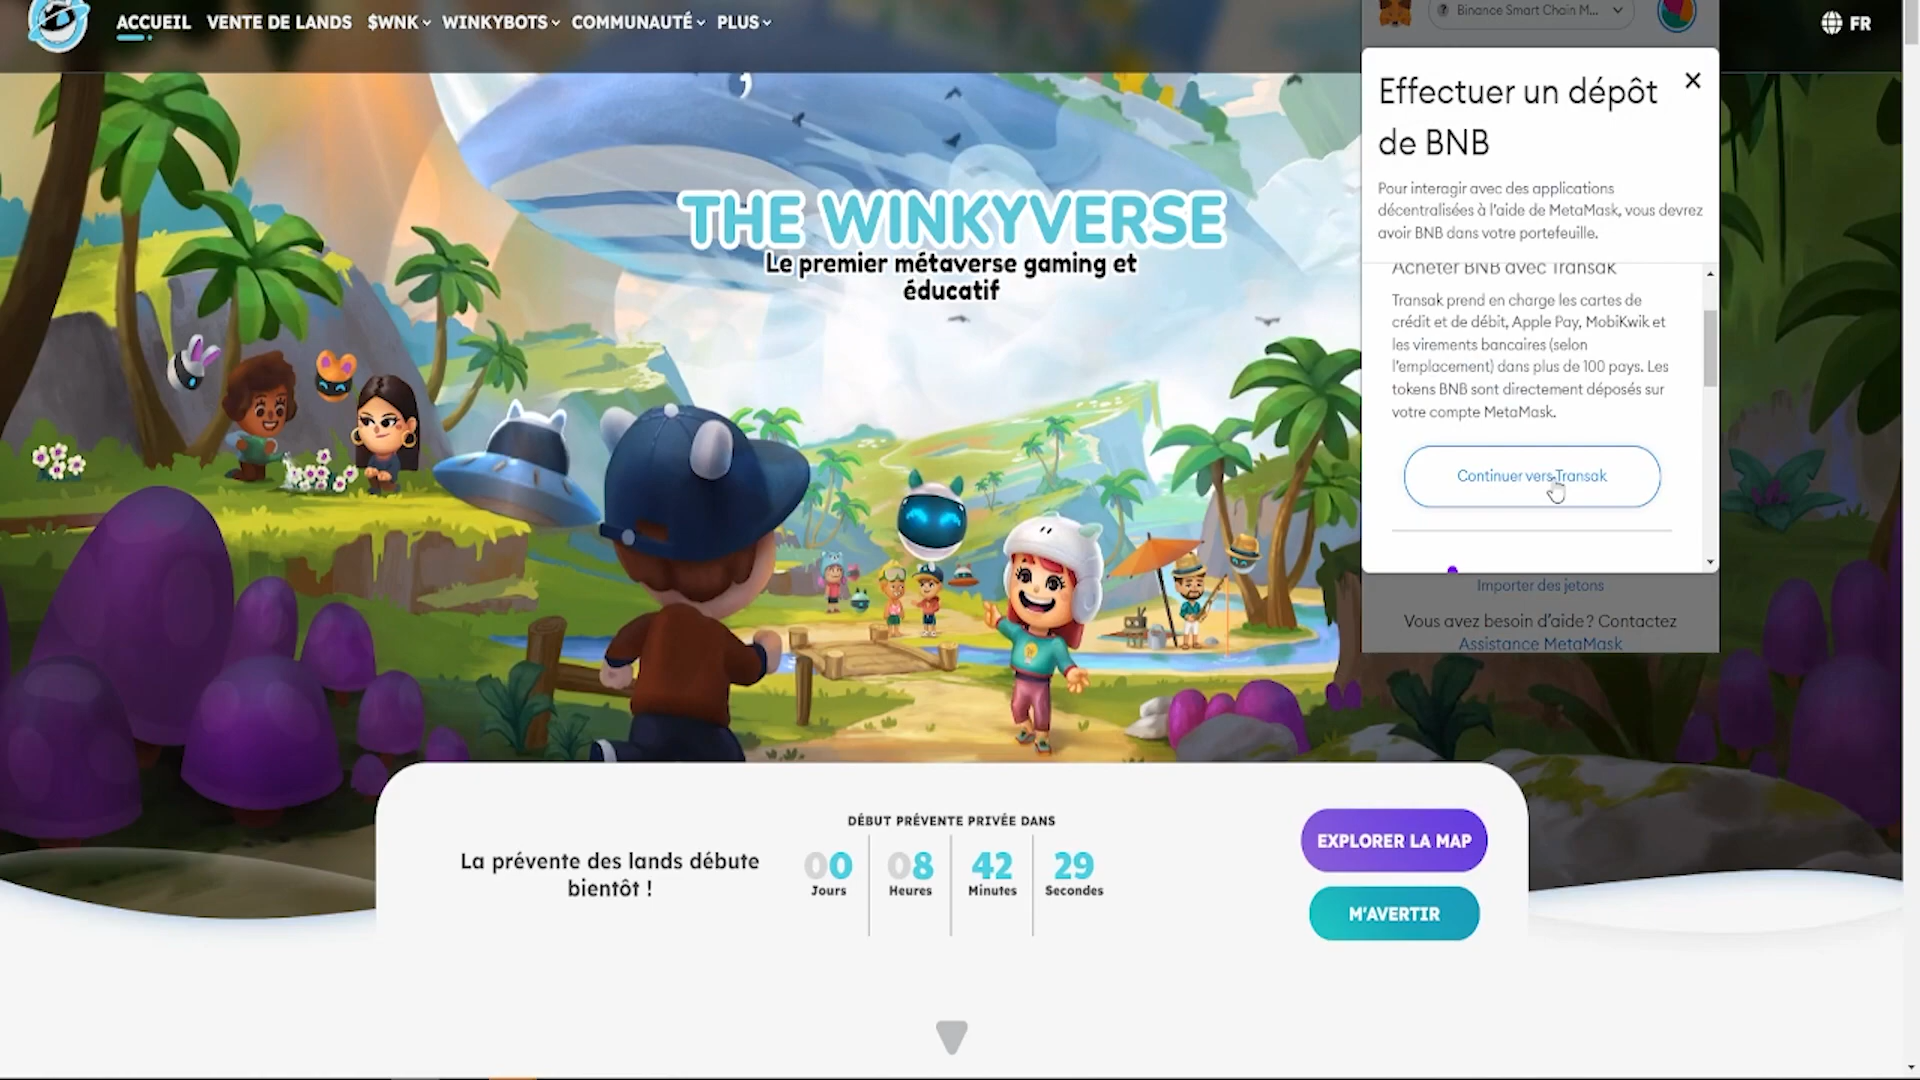 ACCUEIL VENTE DE LANDS $WNK WINKYBOTS COMMUNAUTÉ PLUS
FR
THE WINKYVERSE
Le premier métaverse gaming et
éducatif
Binance Smart Chain M...
Effectuer un dépôt
de BNB
Pour interagir avec des applications
décentralisées à l'aide de MetaMask, vous devrez
avoir BNB dans votre portefeuille.
Acheter BNB avec Transak
Transak prend en charge les cartes de
crédit et de débit, Apple Pay, MobiKwik et
les virements bancaires (selon
l'emplacement) dans plus de 100 pays. Les
tokens BNB sont directement déposés sur
votre compte MetaMask.
Continuer vers Transak
Importer des jetons
Vous avez besoin d'aide ? Contactez
Assistance MetaMask
La prévente des lands débute
bientôt !
DÉBUT PRÉVENTE PRIVÉE DANS
00 08 42 29
Jours Heures Minutes Secondes
EXPLORER LA MAP
M'AVERTIR